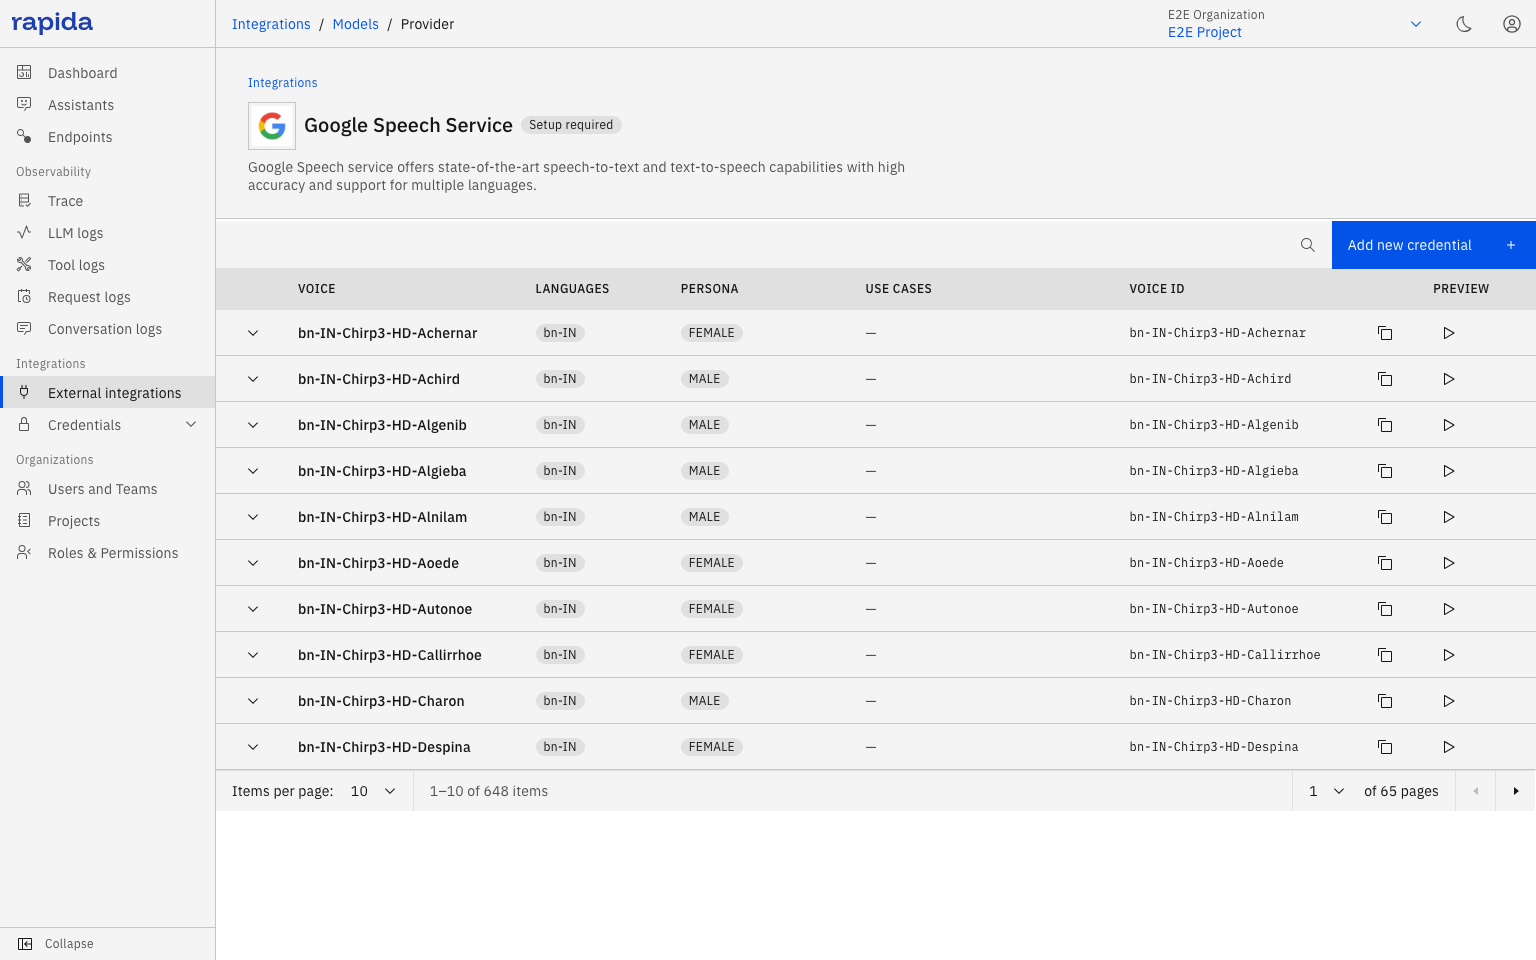 rapida
Integrations / Models / Provider
E2E Organization
E2E Project
Dashboard
Assistants
Endpoints
Observability
Trace
LLM logs
Tool logs
Request logs
Conversation logs
Integrations
External integrations
Credentials
Organizations
Users and Teams
Projects
Roles & Permissions
Collapse
Integrations
Google Speech Service Setup required
Google Speech service offers state-of-the-art speech-to-text and text-to-speech capabilities with high
accuracy and support for multiple languages.
Add new credential +
VOICE LANGUAGES PERSONA USE CASES VOICE ID PREVIEW
bn-IN-Chirp3-HD-Achernar bn-IN FEMALE — bn-IN-Chirp3-HD-Achernar
bn-IN-Chirp3-HD-Achird bn-IN MALE — bn-IN-Chirp3-HD-Achird
bn-IN-Chirp3-HD-Algenib bn-IN MALE — bn-IN-Chirp3-HD-Algenib
bn-IN-Chirp3-HD-Algieba bn-IN MALE — bn-IN-Chirp3-HD-Algieba
bn-IN-Chirp3-HD-Alnilam bn-IN MALE — bn-IN-Chirp3-HD-Alnilam
bn-IN-Chirp3-HD-Aoede bn-IN FEMALE — bn-IN-Chirp3-HD-Aoede
bn-IN-Chirp3-HD-Autonoe bn-IN FEMALE — bn-IN-Chirp3-HD-Autonoe
bn-IN-Chirp3-HD-Callirrhoe bn-IN FEMALE — bn-IN-Chirp3-HD-Callirrhoe
bn-IN-Chirp3-HD-Charon bn-IN MALE — bn-IN-Chirp3-HD-Charon
bn-IN-Chirp3-HD-Despina bn-IN FEMALE — bn-IN-Chirp3-HD-Despina
Items per page: 10 1–10 of 648 items 1 of 65 pages